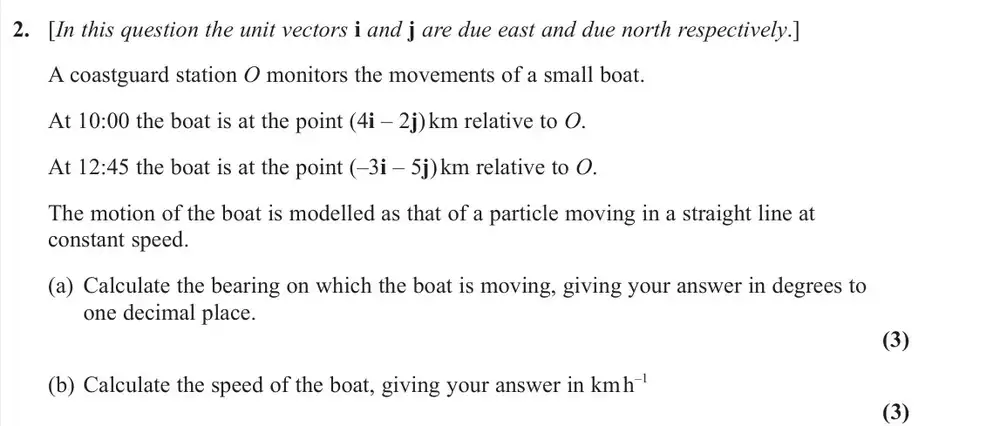 2. [In this question the unit vectors i and j are due east and due north respectively.]
A coastguard station O monitors the movements of a small boat.
At 10:00 the boat is at the point (4i – 2j) km relative to O.
At 12:45 the boat is at the point (–3i – 5j) km relative to O.
The motion of the boat is modelled as that of a particle moving in a straight line at
constant speed.
(a) Calculate the bearing on which the boat is moving, giving your answer in degrees to
one decimal place.
(3)
(b) Calculate the speed of the boat, giving your answer in km h⁻¹
(3)